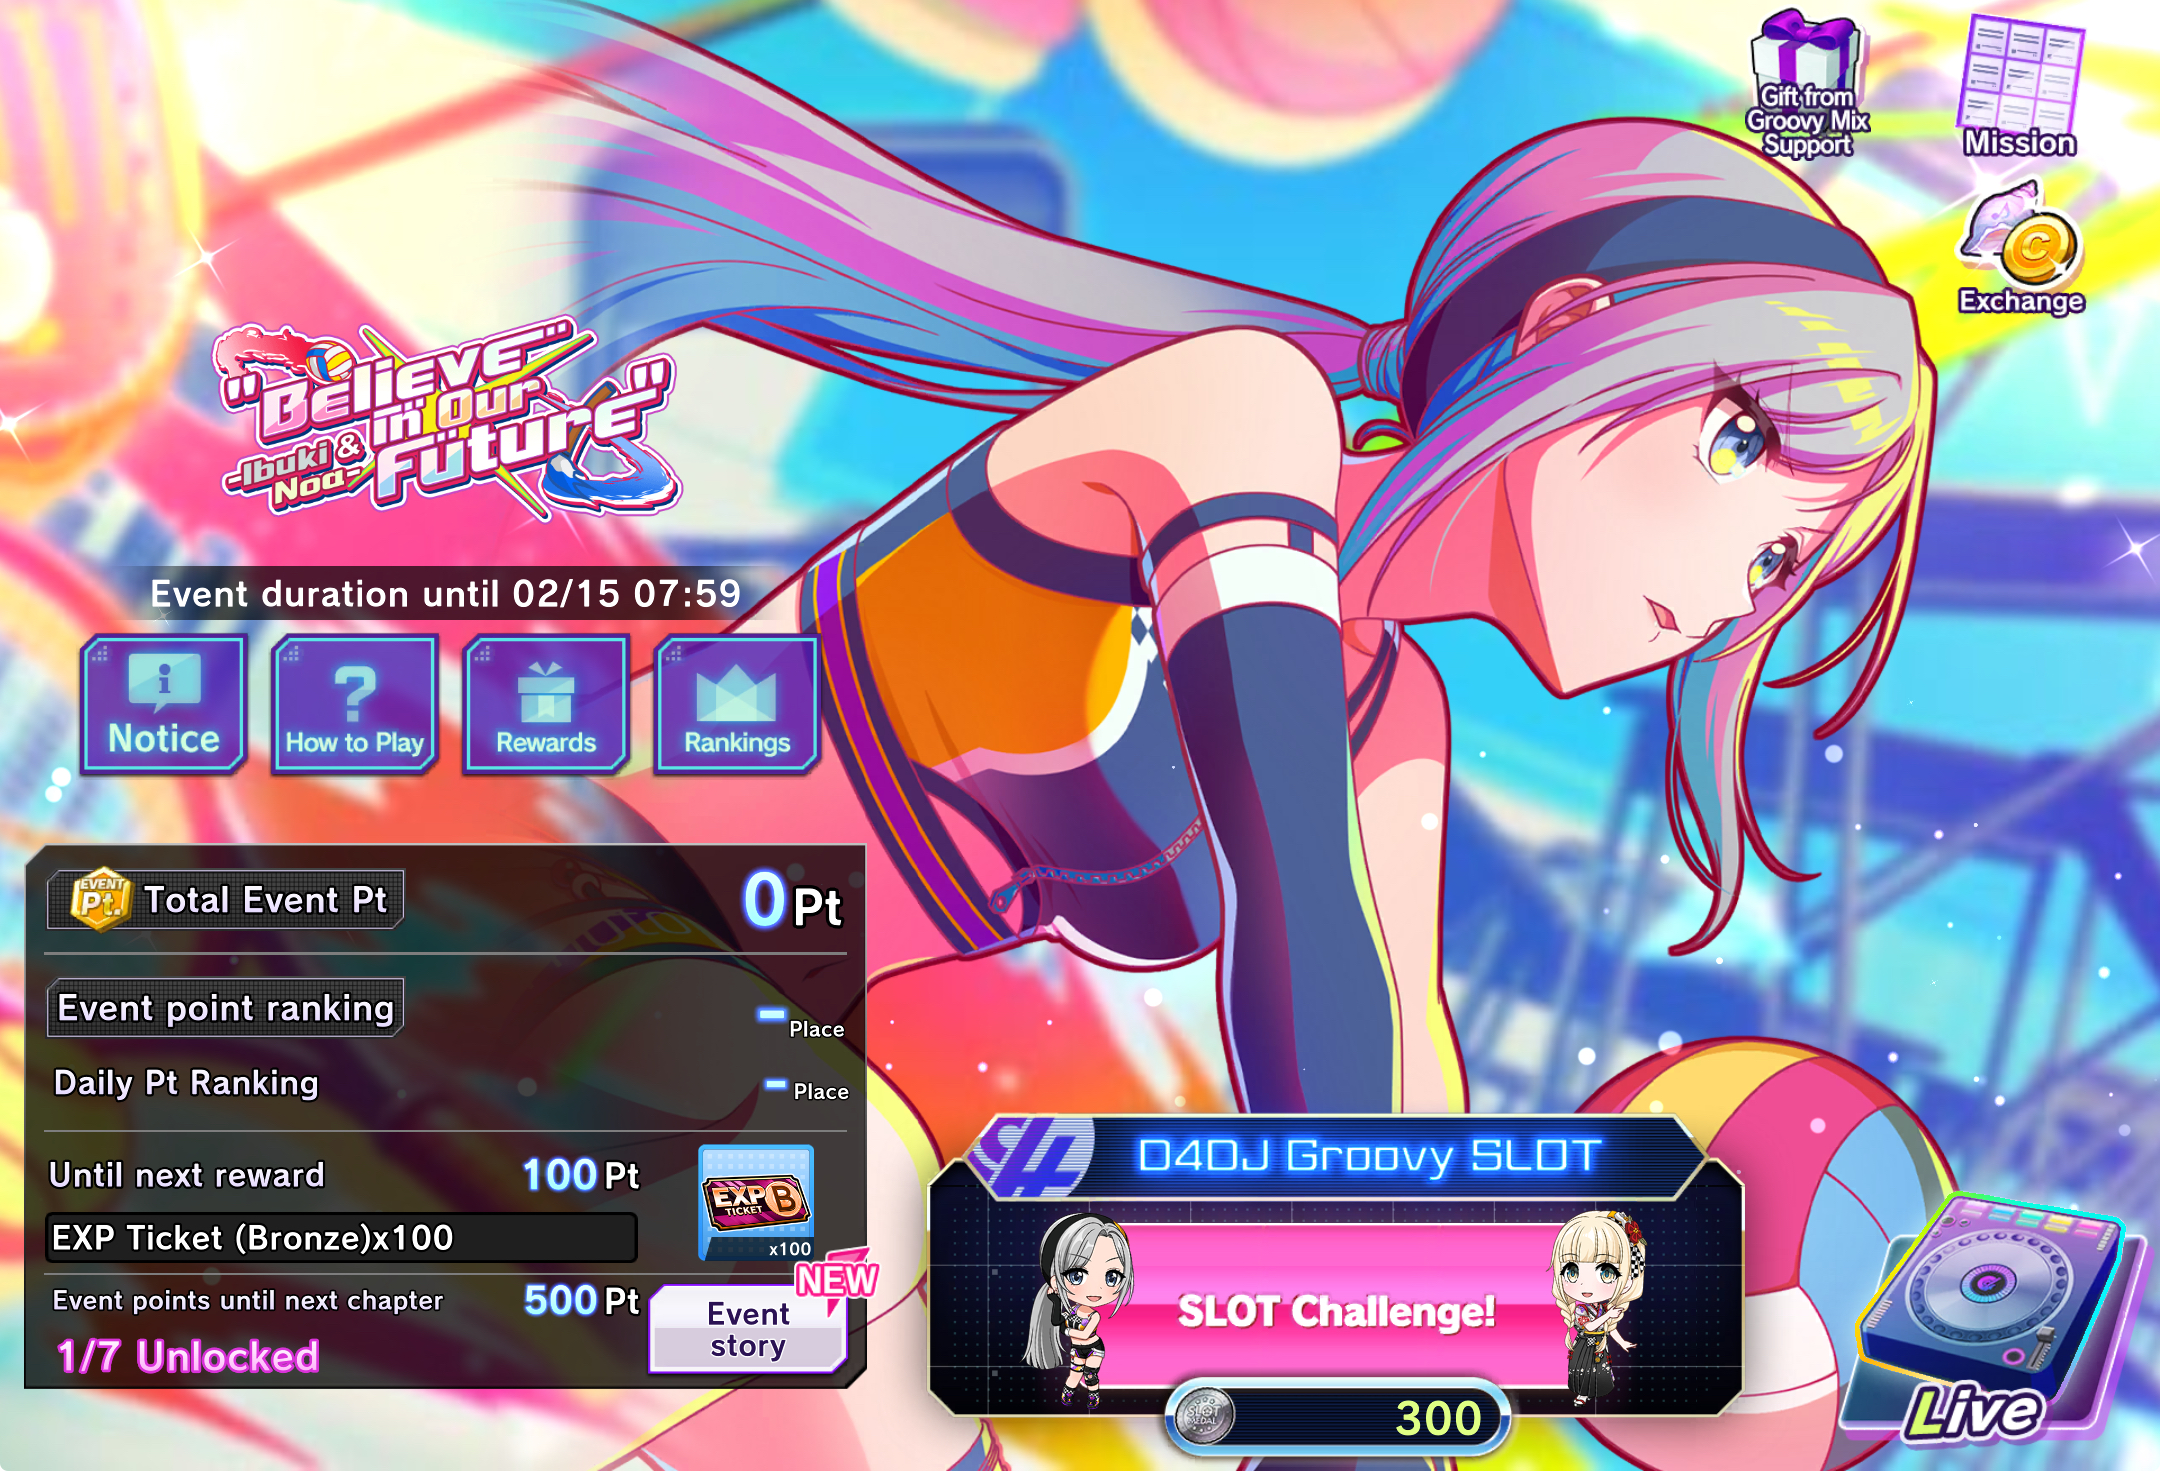 Gift from
Groovy Mix
Support
Mission
Exchange
"Believe
in Our
Future"
-Ibuki &
Noa-
Event duration until 02/15 07:59
Notice
How to Play
Rewards
Rankings
EVENT
Pt.
Total Event Pt
0 Pt
Event point ranking
- Place
Daily Pt Ranking
- Place
Until next reward
100 Pt
EXP B
TICKET
x100
EXP Ticket (Bronze)x100
Event points until next chapter
500 Pt
1/7 Unlocked
NEW
Event
story
D4DJ Groovy SLOT
SLOT Challenge!
SLOT
MEDAL
300
Live